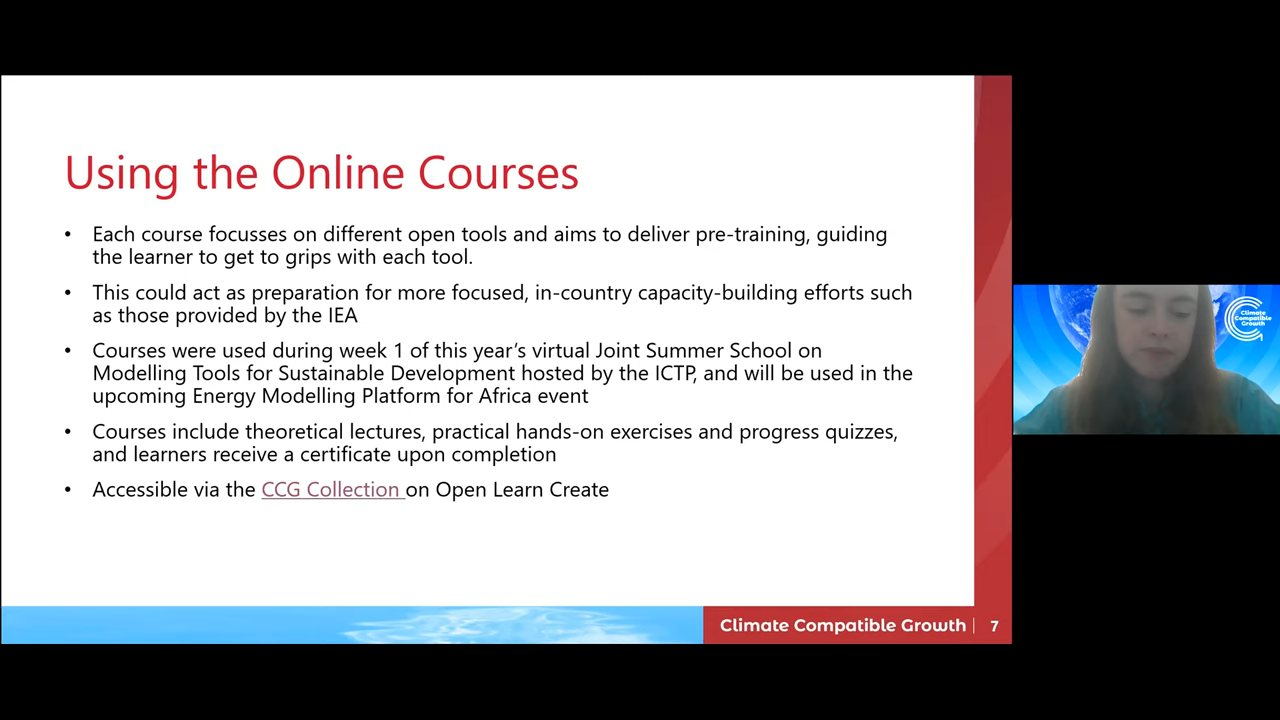 Using the Online Courses
• Each course focusses on different open tools and aims to deliver pre-training, guiding
the learner to get to grips with each tool.
• This could act as preparation for more focused, in-country capacity-building efforts such
as those provided by the IEA
• Courses were used during week 1 of this year’s virtual Joint Summer School on
Modelling Tools for Sustainable Development hosted by the ICTP, and will be used in the
upcoming Energy Modelling Platform for Africa event
• Courses include theoretical lectures, practical hands-on exercises and progress quizzes,
and learners receive a certificate upon completion
• Accessible via the CCG Collection on Open Learn Create
Climate Compatible Growth | 7
Climate
Compatible
Growth